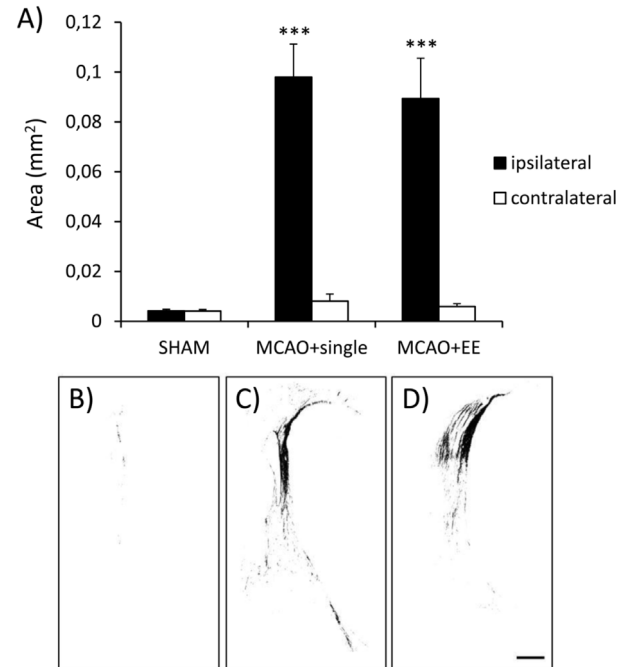 A)
0,12
0,1
0,08
0,06
0,04
0,02
0
Area (mm²)
***
***
ipsilateral
contralateral
SHAM
MCAO+single
MCAO+EE
B)
C)
D)